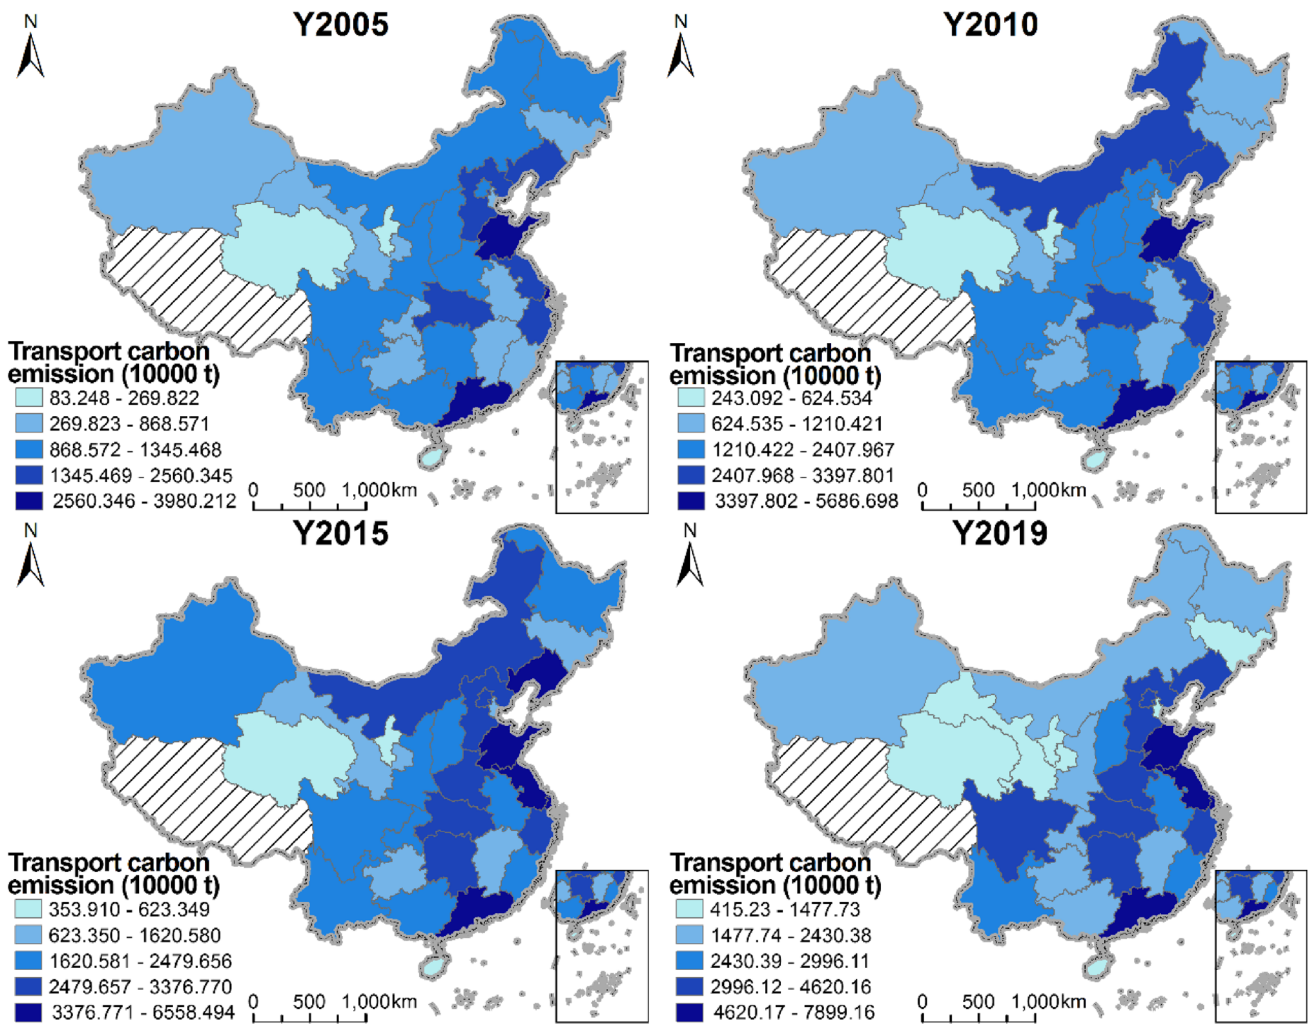 N
Y2005
Transport carbon
emission (10000 t)
83.248 - 269.822
269.823 - 868.571
868.572 - 1345.468
1345.469 - 2560.345
2560.346 - 3980.212
0 500 1,000km
N
Y2010
Transport carbon
emission (10000 t)
243.092 - 624.534
624.535 - 1210.421
1210.422 - 2407.967
2407.968 - 3397.801
3397.802 - 5686.698
0 500 1,000km
N
Y2015
Transport carbon
emission (10000 t)
353.910 - 623.349
623.350 - 1620.580
1620.581 - 2479.656
2479.657 - 3376.770
3376.771 - 6558.494
0 500 1,000km
N
Y2019
Transport carbon
emission (10000 t)
415.23 - 1477.73
1477.74 - 2430.38
2430.39 - 2996.11
2996.12 - 4620.16
4620.17 - 7899.16
0 500 1,000km